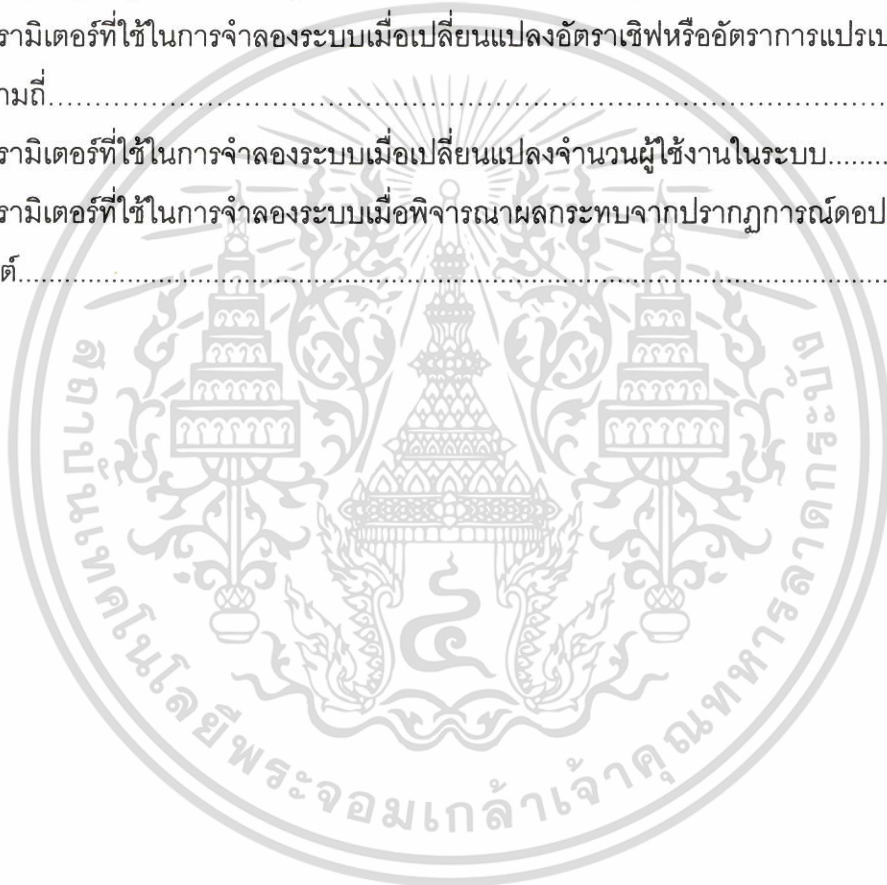 รามิเตอร์ที่ใช้ในการจำลองระบบเมื่อเปลี่ยนแปลงอัตราเชิฟหรืออัตราการแปรเป
ามถี่
รามิเตอร์ที่ใช้ในการจำลองระบบเมื่อเปลี่ยนแปลงจำนวนผู้ใช้งานในระบบ
รามิเตอร์ที่ใช้ในการจำลองระบบเมื่อพิจารณาผลกระทบจากปรากฏการณ์ดอป
ต์
สถาบันเทคโนโลยีพระจอมเกล้าเจ้าคุณทหารลาดกระบัง